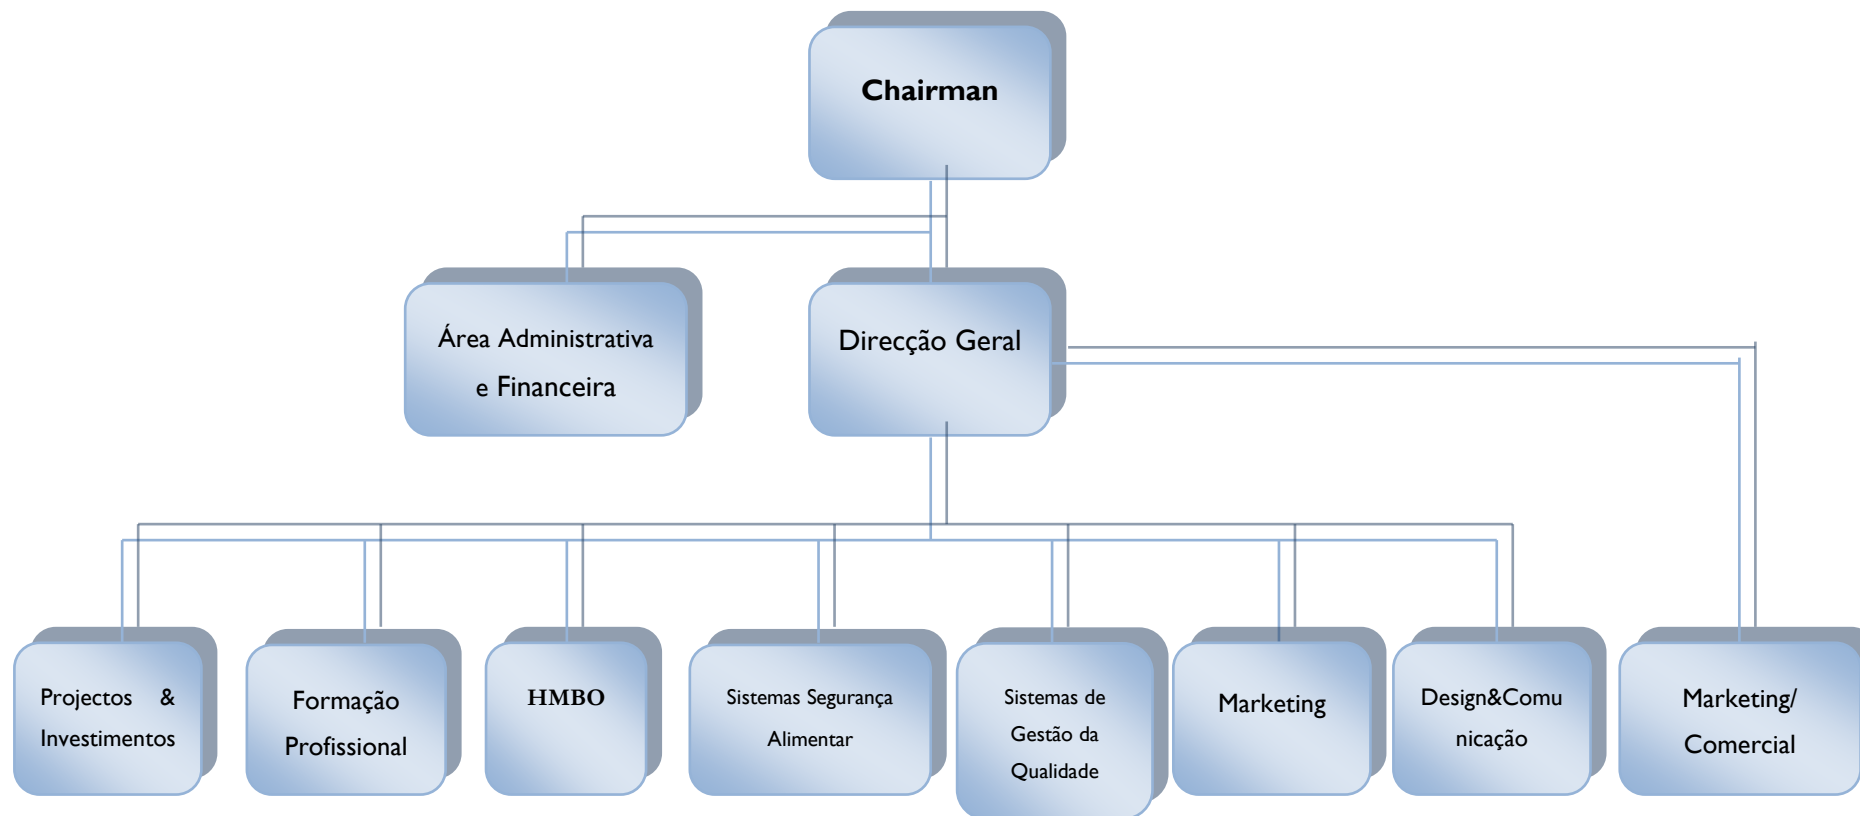 Chairman
Área Administrativa
e Financeira
Direcção Geral
Projectos &
Investimentos
Formação
Profissional
HMBO
Sistemas Segurança
Alimentar
Sistemas de
Gestão da
Qualidade
Marketing
Design&Comu
nicação
Marketing/
Comercial